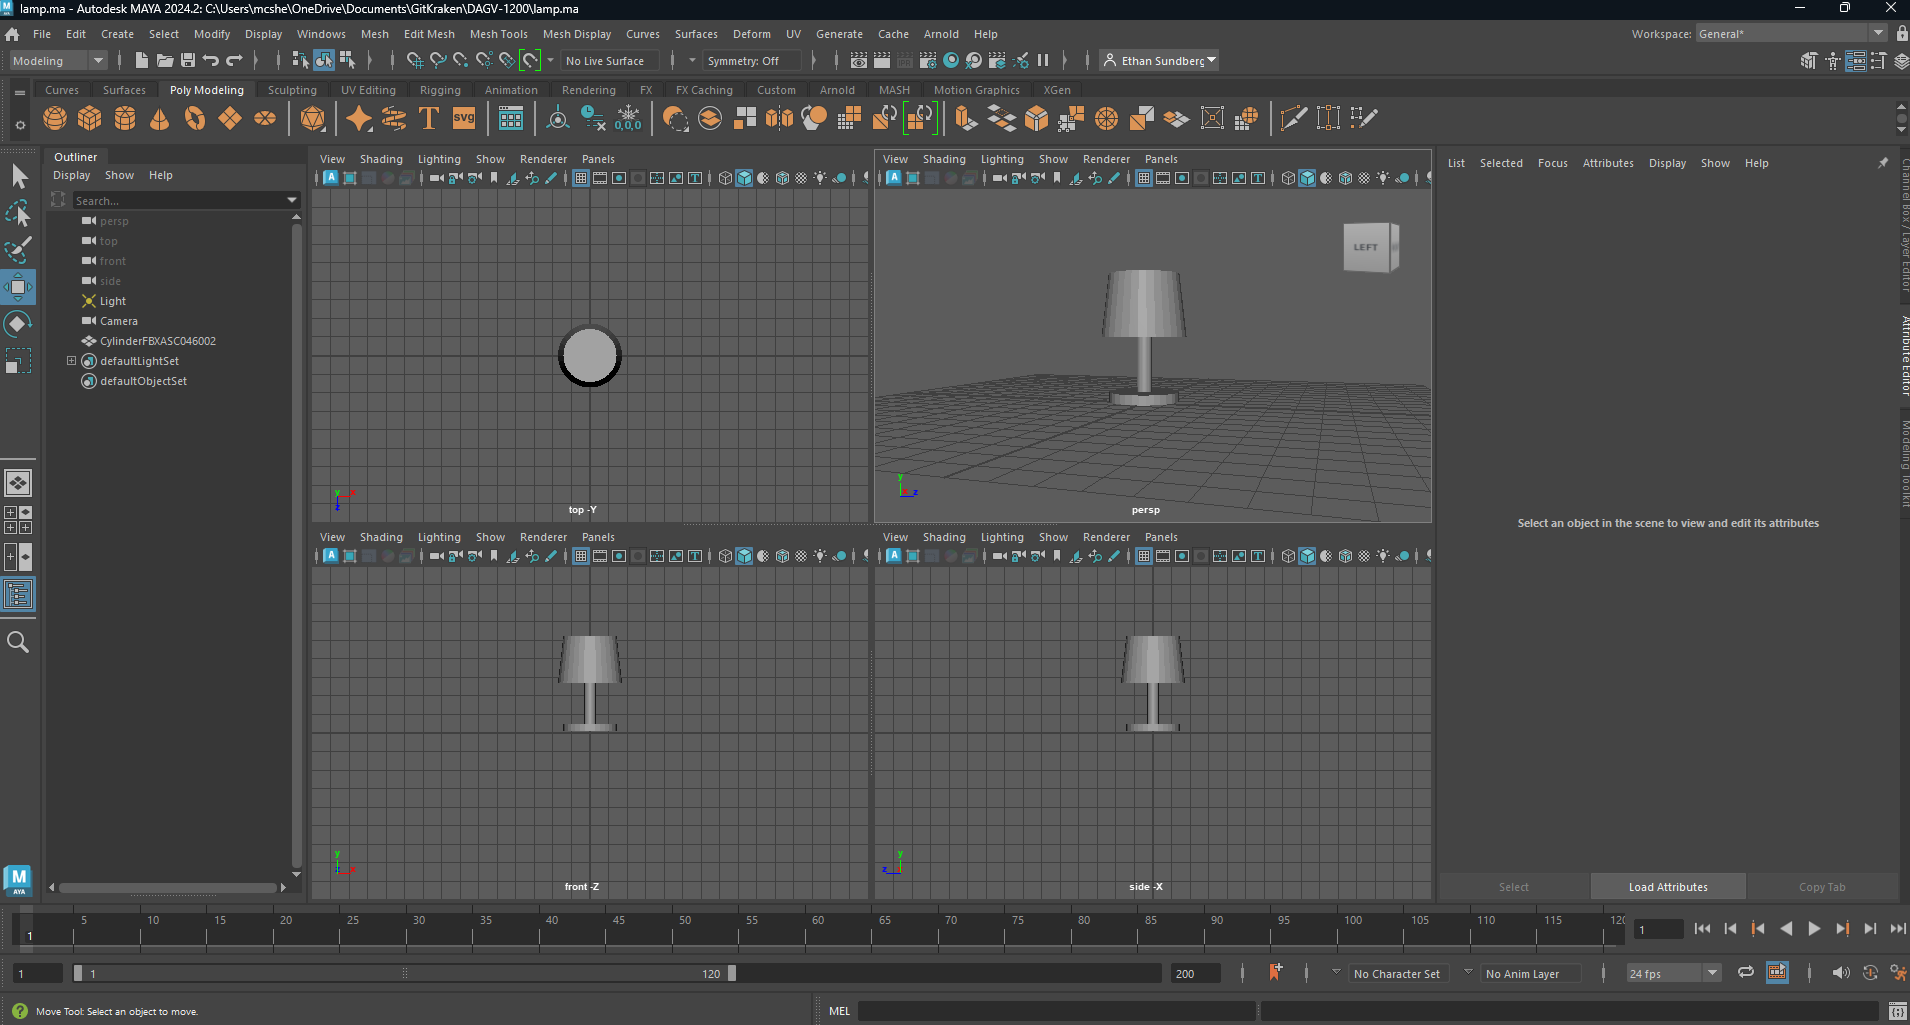 lamp.ma - Autodesk MAYA 2024.2: C:\Users\mcshe\OneDrive\Documents\GitKraken\DAGV-1200\lamp.ma
File Edit Create Select Modify Display Windows Mesh Edit Mesh Mesh Tools Mesh Display Curves Surfaces Deform UV Generate Cache Arnold Help Workspace: General*
Modeling No Live Surface Symmetry: Off Ethan Sundberg
Curves Surfaces Poly Modeling Sculpting UV Editing Rigging Animation Rendering FX FX Caching Custom Arnold MASH Motion Graphics XGen
T SVG 0,0,0
Outliner
Display Show Help
Search...
persp
top
front
side
Light
Camera
CylinderFBXASC046002
defaultLightSet
defaultObjectSet
View Shading Lighting Show Renderer Panels
top -Y
View Shading Lighting Show Renderer Panels
LEFT
persp
View Shading Lighting Show Renderer Panels
front -Z
View Shading Lighting Show Renderer Panels
side -X
List Selected Focus Attributes Display Show Help
Select an object in the scene to view and edit its attributes
Select Load Attributes Copy Tab
Channel Box / Layer Editor
Attribute Editor
Modeling Toolkit
M
AYA
5 10 15 20 25 30 35 40 45 50 55 60 65 70 75 80 85 90 95 100 105 110 115 120
1 1
1 1 120 200 No Character Set No Anim Layer 24 fps
Move Tool: Select an object to move. MEL